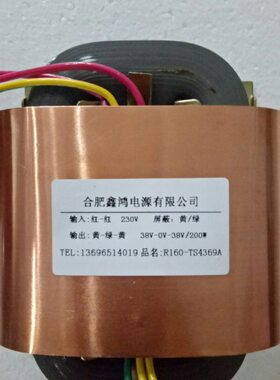 合肥鑫鸿电源有限公司
输入:红-红 230V 屏蔽: 黄/绿
输出:黄-绿-黄 38V-0V-38V/200W
TEL:13696514019 品名:R160-TS4369A